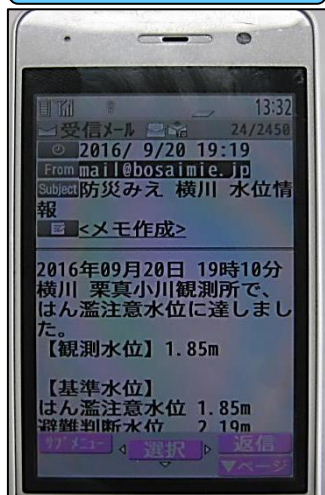 13:32
受信メール 24/2450
2016/ 9/20 19:19
From mail@bosaimie.jp
Subject 防災みえ 横川 水位情
報
<メモ作成>
2016年09月20日 19時10分
横川 栗真小川観測所で、
はん濫注意水位に達しまし
た。
【観測水位】1.85m
【基準水位】
はん濫注意水位 1.85m
避難判断水位 2.19m
サブメニュー 選択 返信
▼ページ